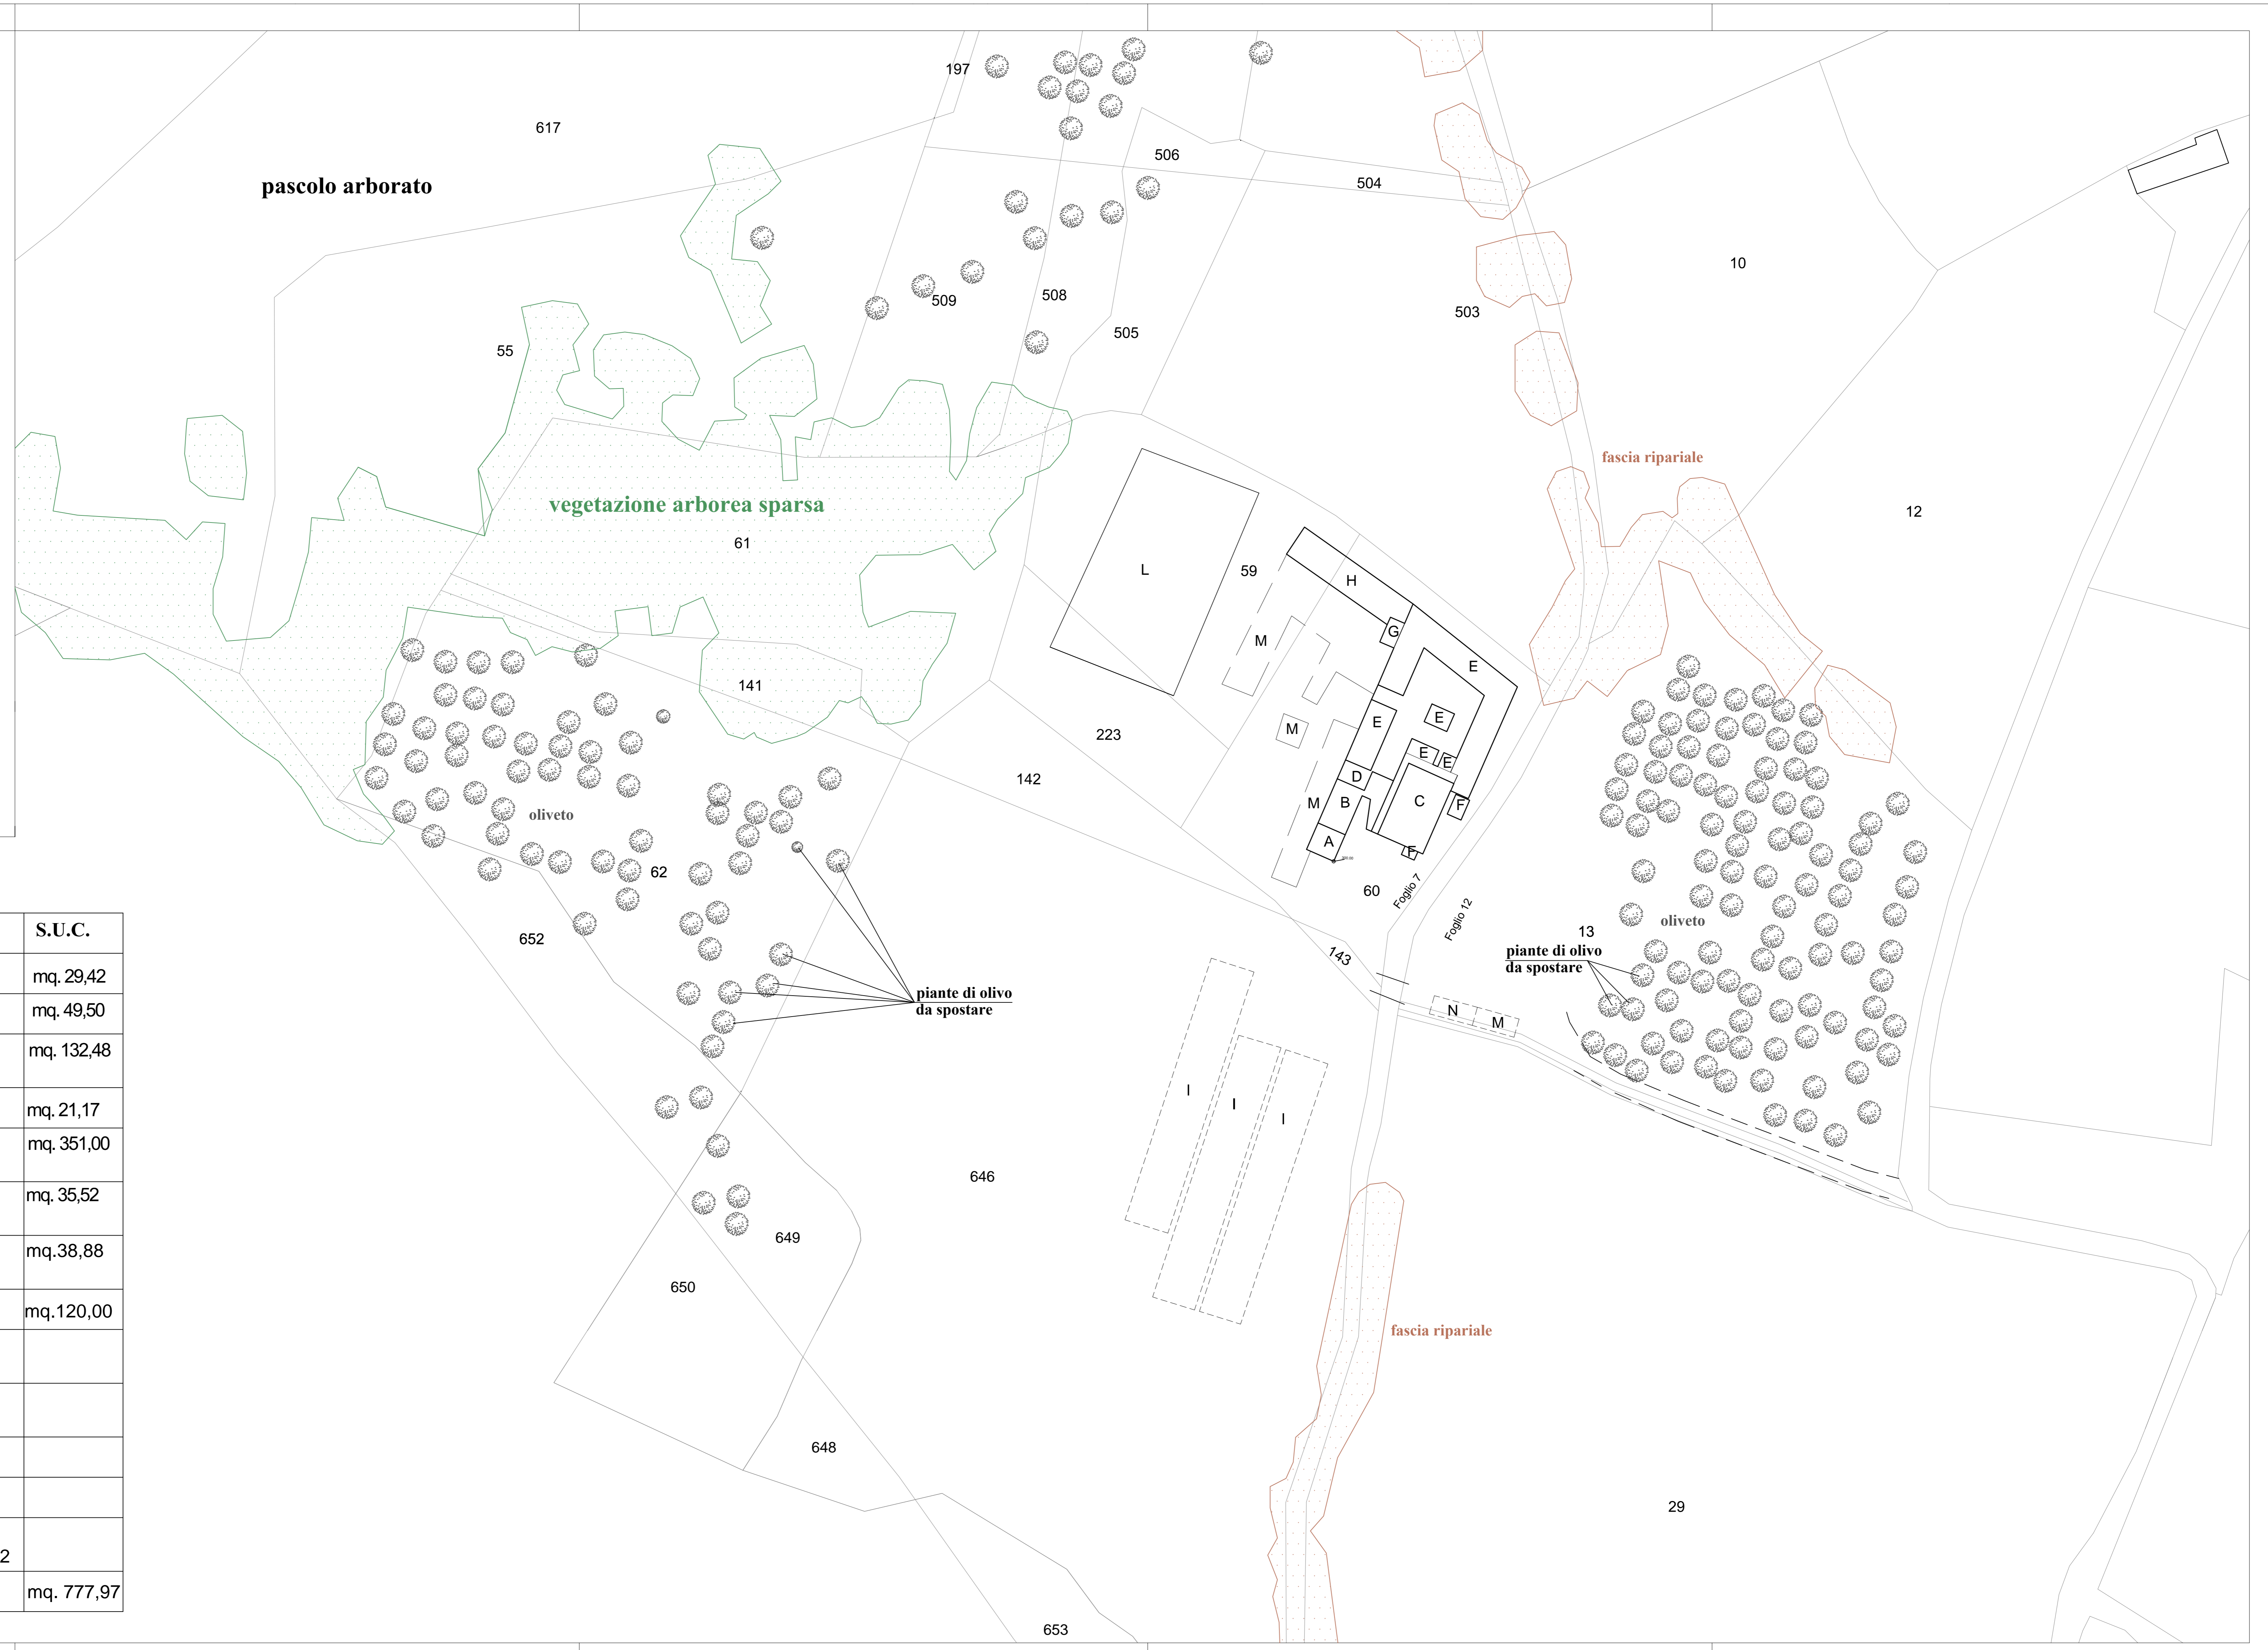 197
617
506
pascolo arborato
504
10
509
508
503
505
55
fascia ripariale
vegetazione arborea sparsa
12
61
L
59
H
G
M
E
141
E
E
M
223
E
E
D
142
C
B
M
F
oliveto
A
F
62
60
Foglio 7
Foglio 12
oliveto
652
13
143
piante di olivo
da spostare
piante di olivo
da spostare
N
M
I
I
I
646
649
650
fascia ripariale
648
29
653
S.U.C.
mq. 29,42
mq. 49,50
mq. 132,48
mq. 21,17
mq. 351,00
mq. 35,52
mq.38,88
mq.120,00
2
mq. 777,97